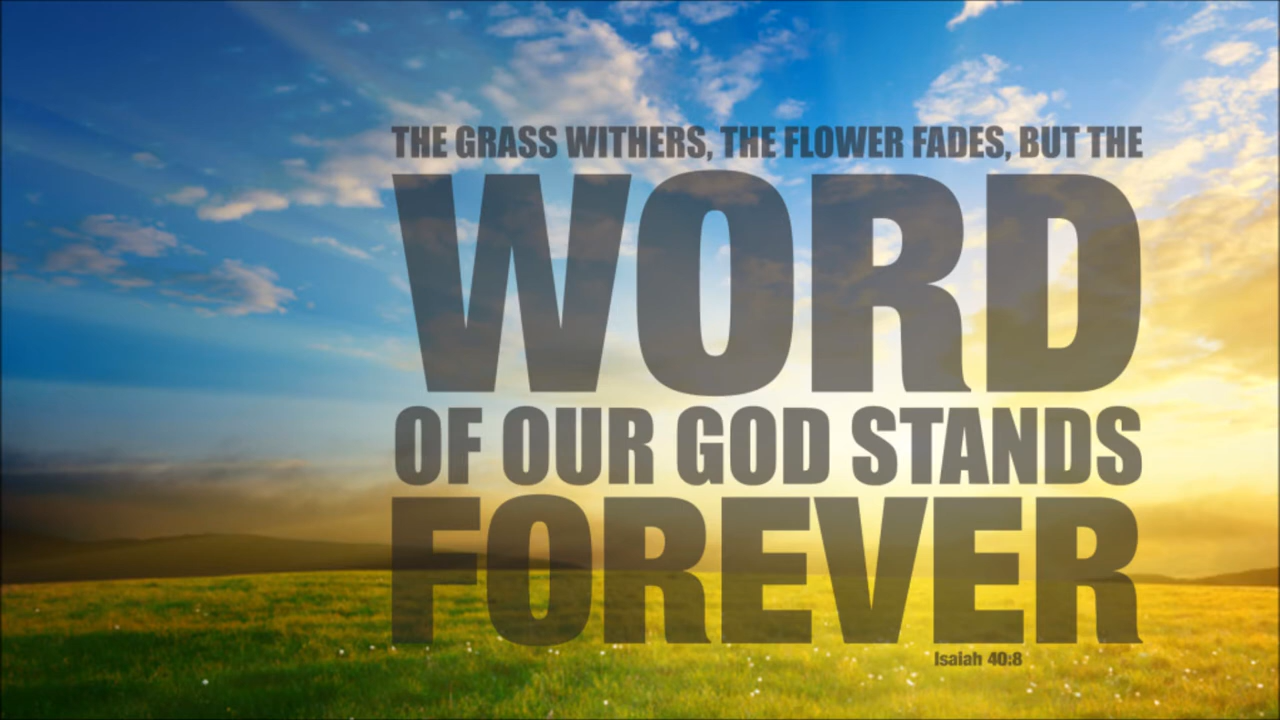 THE GRASS WITHERS, THE FLOWER FADES, BUT THE
WORD
OF OUR GOD STANDS
FOREVER
Isaiah 40:8